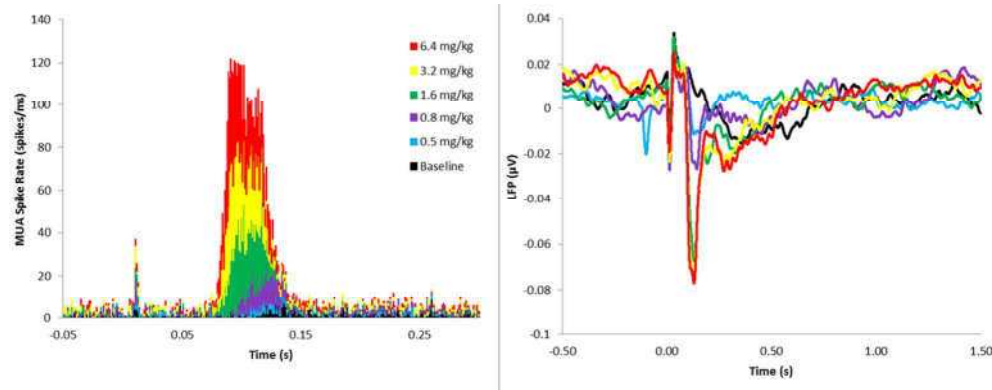 140
120
100
80
60
40
20
0
-0.05
0.05
0.15
0.25
MUA Spike Rate (spikes/ms)
Time (s)
6.4 mg/kg
3.2 mg/kg
1.6 mg/kg
0.8 mg/kg
0.5 mg/kg
Baseline
0.04
0.02
0
-0.02
-0.04
-0.06
-0.08
-0.1
-0.50
0.00
0.50
1.00
1.50
LFP (µV)
Time (s)